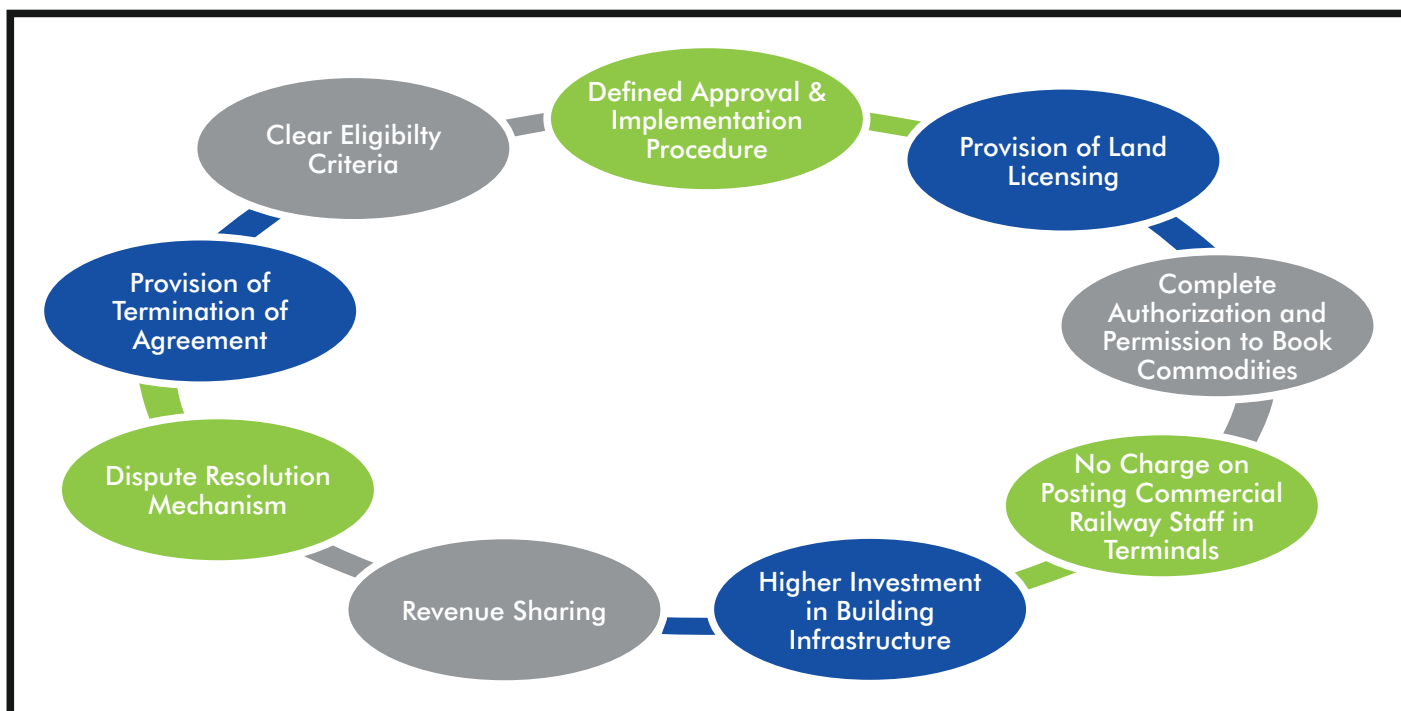 Defined Approval &
Implementation
Procedure
Provision of Land
Licensing
Complete
Authorization and
Permission to Book
Commodities
No Charge on
Posting Commercial
Railway Staff in
Terminals
Higher Investment
in Building
Infrastructure
Revenue Sharing
Dispute Resolution
Mechanism
Provision of
Termination of
Agreement
Clear Eligibilty
Criteria